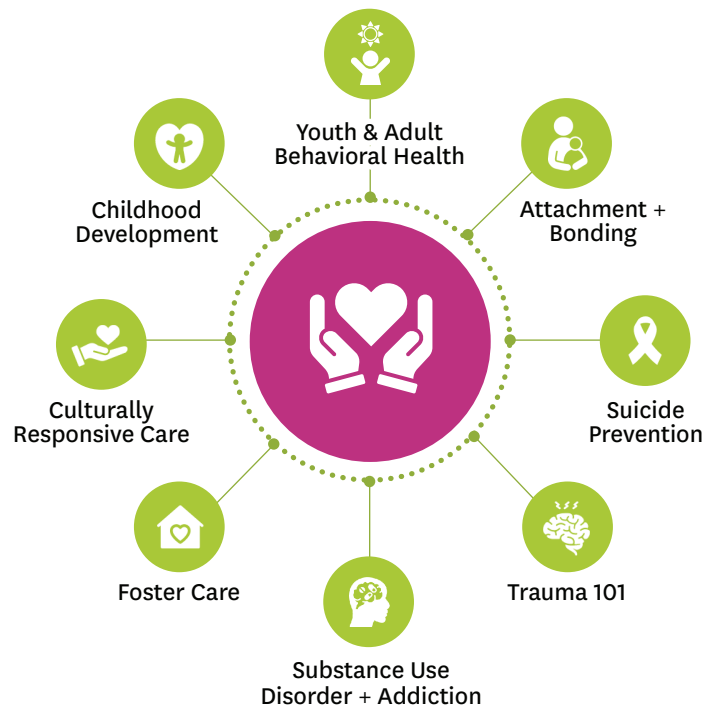 Youth & Adult
Behavioral Health
Attachment +
Bonding
Suicide
Prevention
Trauma 101
Substance Use
Disorder + Addiction
Foster Care
Culturally
Responsive Care
Childhood
Development